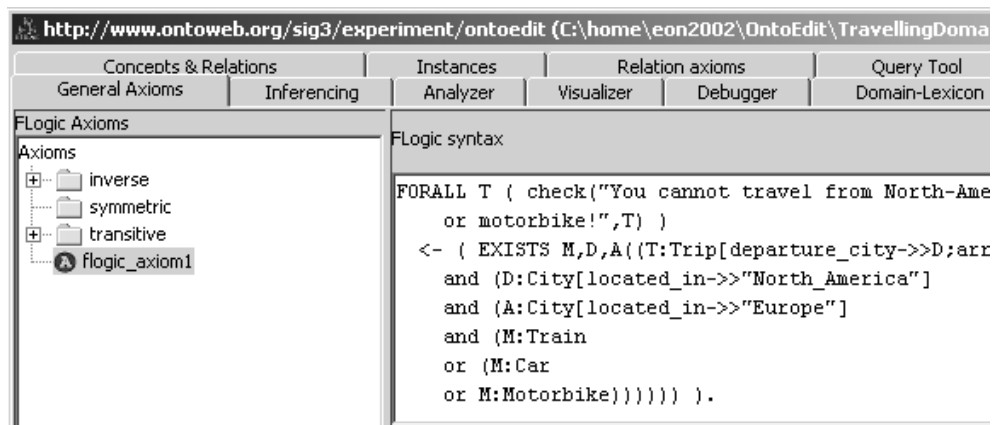 http://www.ontoweb.org/sig3/experiment/ontoedit (C:\home\eon2002\OntoEdit\TravellingDoma
Concepts & Relations Instances Relation axioms Query Tool
General Axioms Inferencing Analyzer Visualizer Debugger Domain-Lexicon
FLogic Axioms
Axioms
inverse
symmetric
transitive
A flogic_axiom1
FLogic syntax
FORALL T ( check("You cannot travel from North-Ame
or motorbike!",T) )
<- ( EXISTS M,D,A((T:Trip[departure_city->>D;arr
and (D:City[located_in->>"North_America"]
and (A:City[located_in->>"Europe"]
and (M:Train
or (M:Car
or M:Motorbike)))))) ).